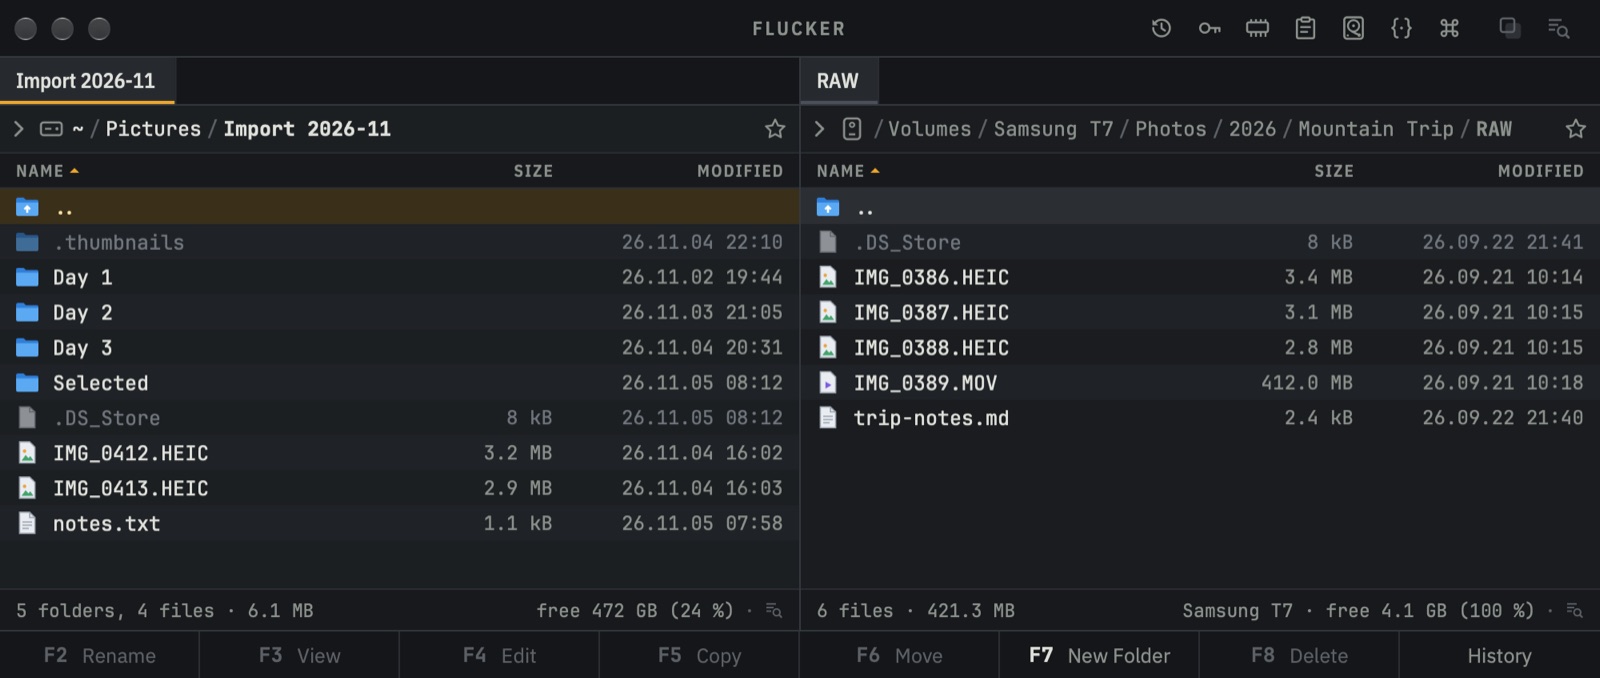 FLUCKER
Import 2026-11
~ / Pictures / Import 2026-11
NAME SIZE MODIFIED
..
.thumbnails 26.11.04 22:10
Day 1 26.11.02 19:44
Day 2 26.11.03 21:05
Day 3 26.11.04 20:31
Selected 26.11.05 08:12
.DS_Store 8 kB 26.11.05 08:12
IMG_0412.HEIC 3.2 MB 26.11.04 16:02
IMG_0413.HEIC 2.9 MB 26.11.04 16:03
notes.txt 1.1 kB 26.11.05 07:58
5 folders, 4 files · 6.1 MB free 472 GB (24 %) ·
RAW
/ Volumes / Samsung T7 / Photos / 2026 / Mountain Trip / RAW
NAME SIZE MODIFIED
..
.DS_Store 8 kB 26.09.22 21:41
IMG_0386.HEIC 3.4 MB 26.09.21 10:14
IMG_0387.HEIC 3.1 MB 26.09.21 10:15
IMG_0388.HEIC 2.8 MB 26.09.21 10:15
IMG_0389.MOV 412.0 MB 26.09.21 10:18
trip-notes.md 2.4 kB 26.09.22 21:40
6 files · 421.3 MB Samsung T7 · free 4.1 GB (100 %) ·
F2 Rename F3 View F4 Edit F5 Copy F6 Move F7 New Folder F8 Delete History